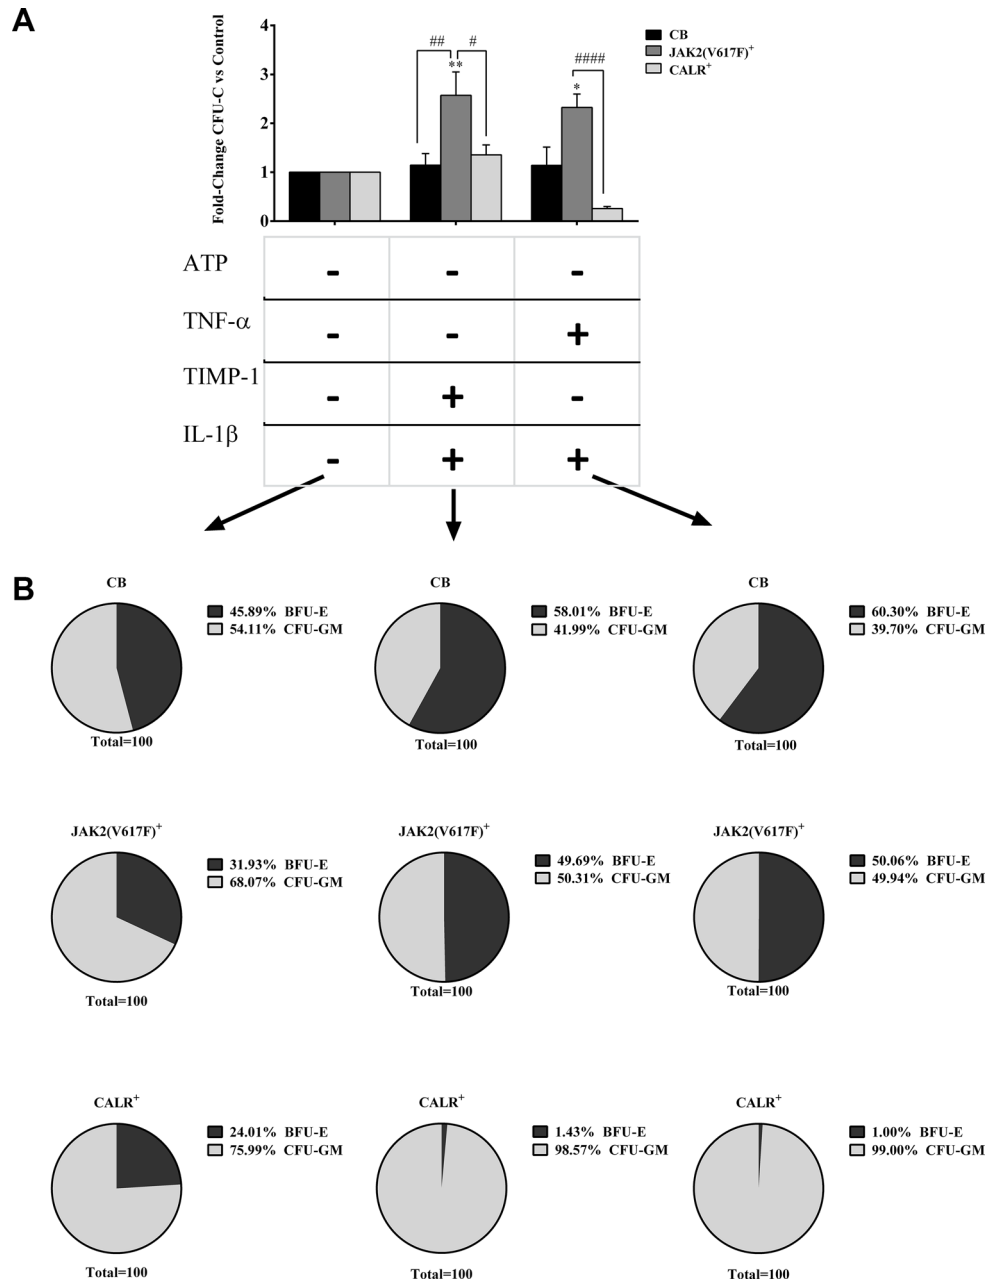 A
Fold-Change CFU-C vs Control
4
3
2
1
0
## #
**
####
*
CB
JAK2(V617F)+
CALR+
ATP - - -
TNF-α - - +
TIMP-1 - + -
IL-1β - + +
B
CB
45.89% BFU-E
54.11% CFU-GM
Total=100
CB
58.01% BFU-E
41.99% CFU-GM
Total=100
CB
60.30% BFU-E
39.70% CFU-GM
Total=100
JAK2(V617F)+
31.93% BFU-E
68.07% CFU-GM
Total=100
JAK2(V617F)+
49.69% BFU-E
50.31% CFU-GM
Total=100
JAK2(V617F)+
50.06% BFU-E
49.94% CFU-GM
Total=100
CALR+
24.01% BFU-E
75.99% CFU-GM
Total=100
CALR+
1.43% BFU-E
98.57% CFU-GM
Total=100
CALR+
1.00% BFU-E
99.00% CFU-GM
Total=100